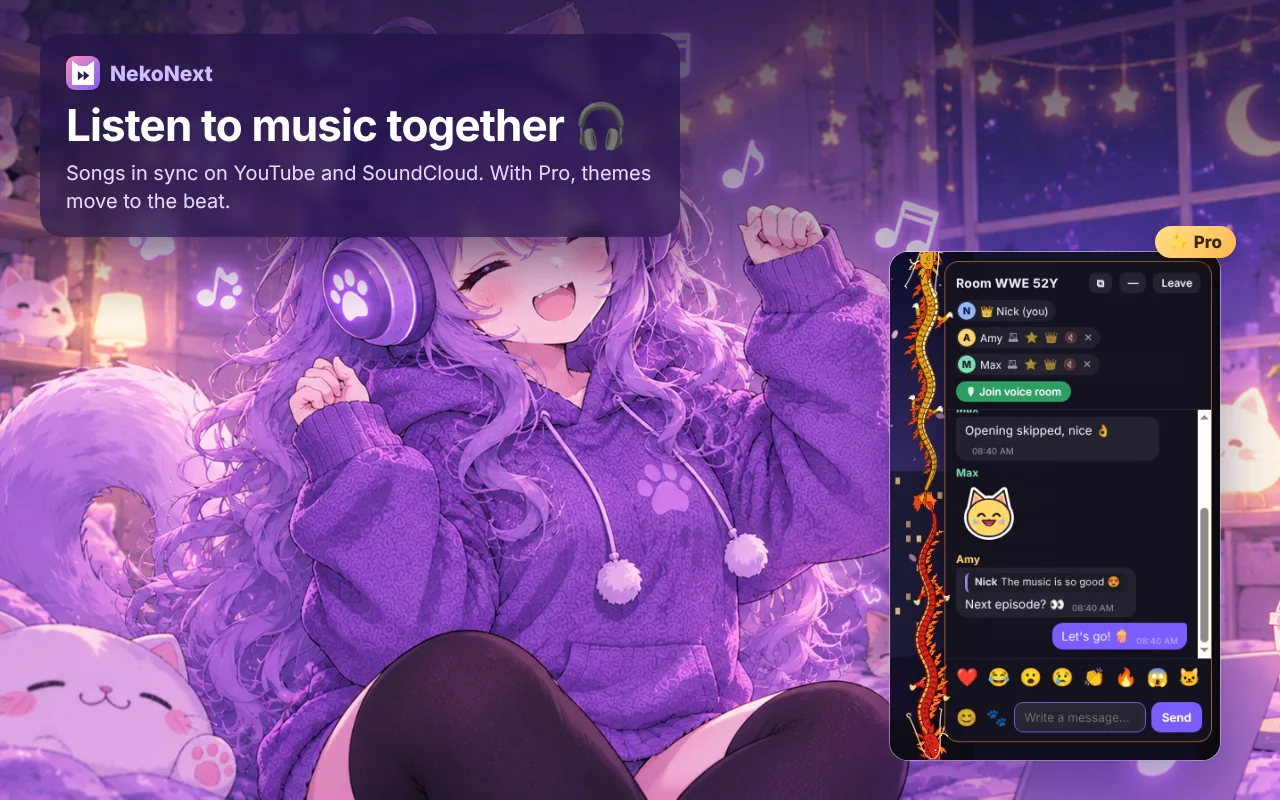 NekoNext
Listen to music together 🎧
Songs in sync on YouTube and SoundCloud. With Pro, themes
move to the beat.
✨ Pro
Room WWE 52Y
Leave
N 👑 Nick (you)
A Amy
M Max
Join voice room
Max
Opening skipped, nice 👌
08:40 AM
Max
Amy
Nick The music is so good 😍
Next episode? 👀 08:40 AM
Let's go! 🍿 08:40 AM
Write a message...
Send